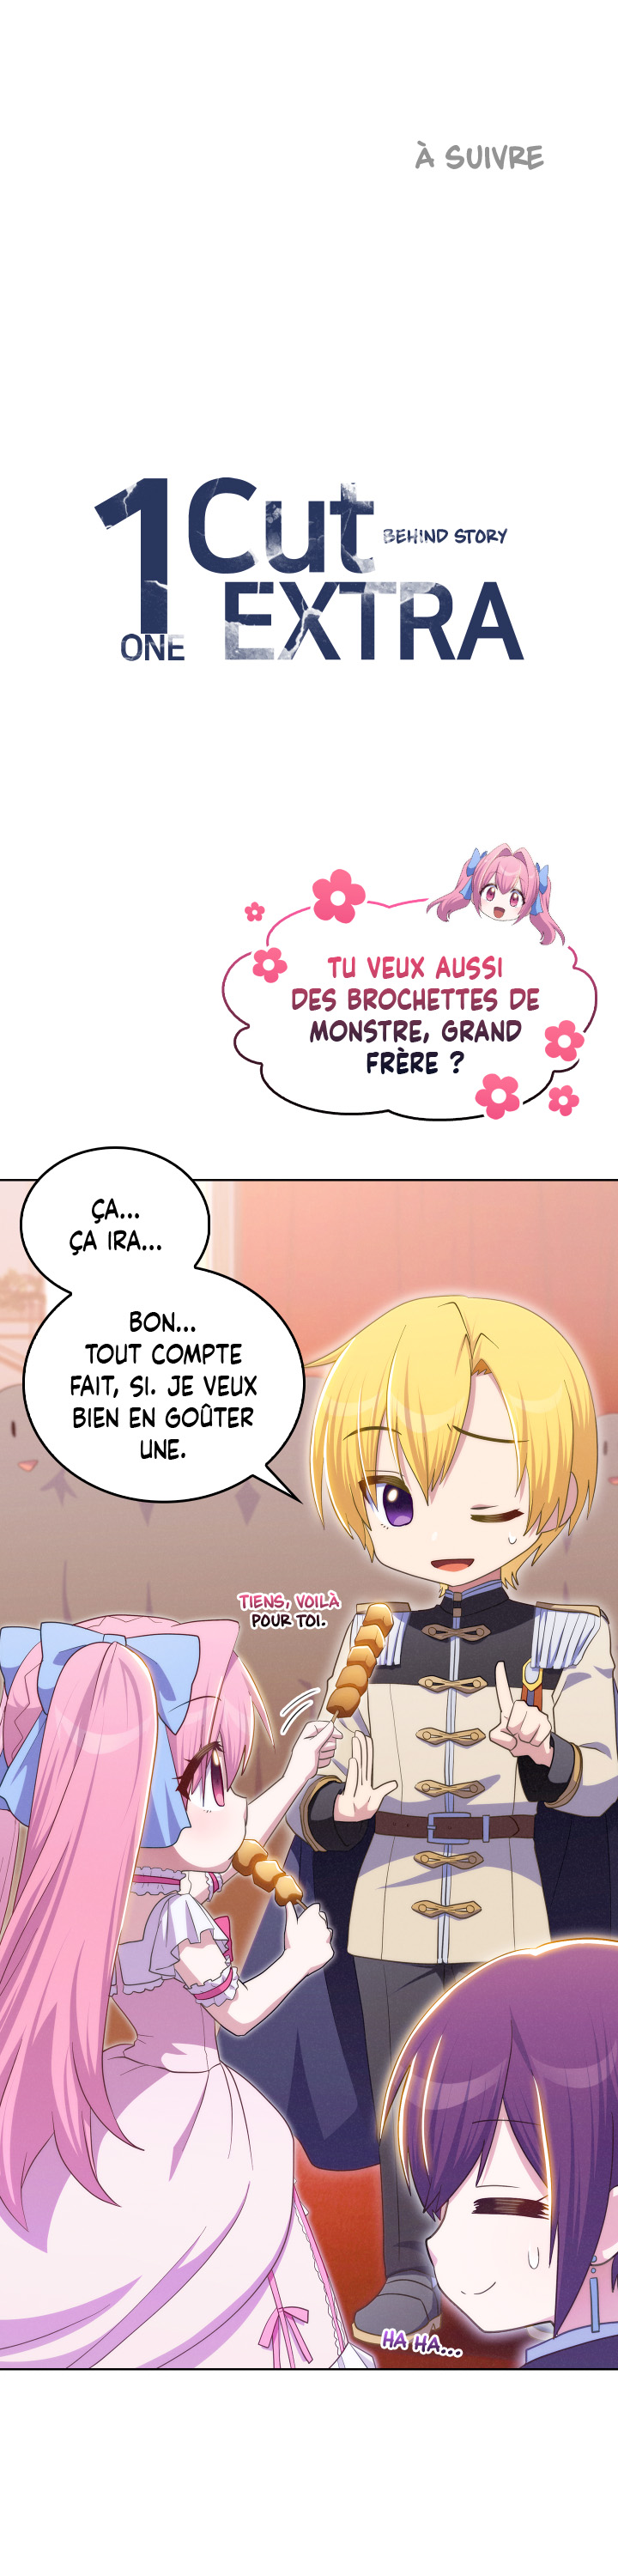 À SUIVRE
1 Cut
BEHIND STORY
ONE
EXTRA
TU VEUX AUSSI
DES BROCHETTES DE
MONSTRE, GRAND
FRÈRE ?
ÇA...
ÇA IRA...
BON...
TOUT COMPTE
FAIT, SI. JE VEUX
BIEN EN GOÛTER
UNE.
TIENS, VOILÀ
POUR TOI.
HA HA...